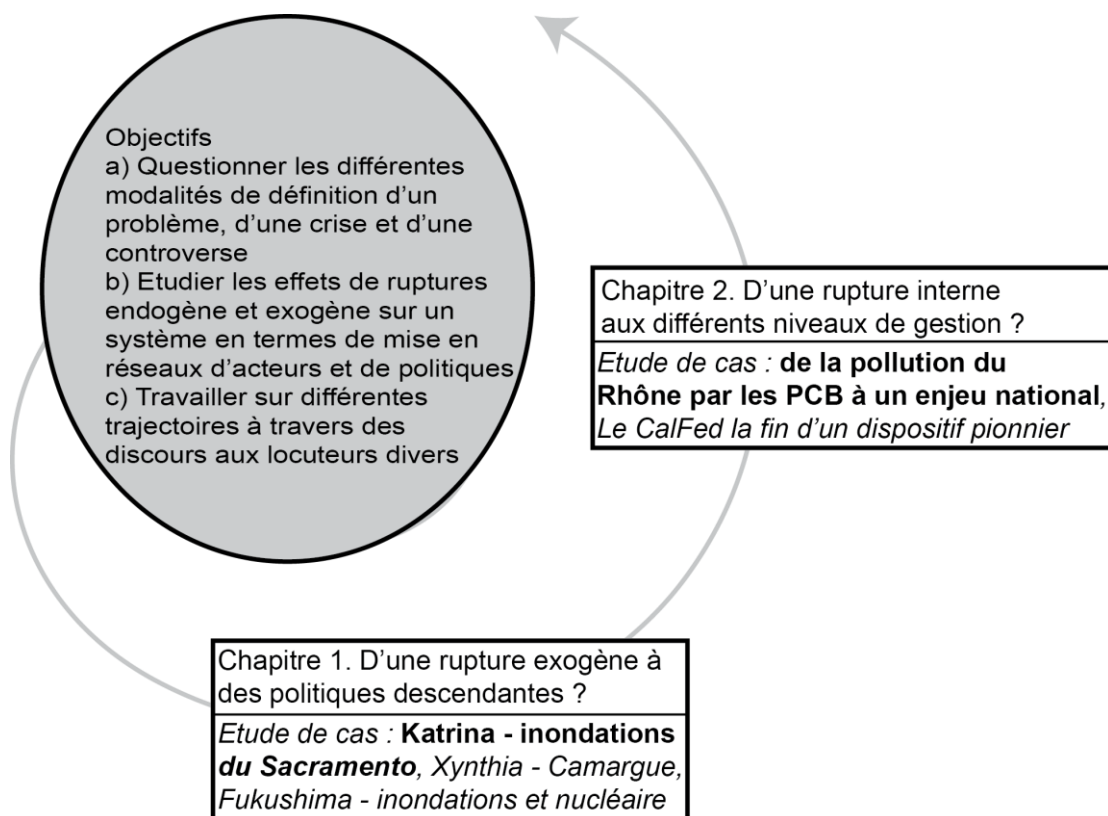 Objectifs
a) Questionner les différentes
modalités de définition d'un
problème, d'une crise et d'une
controverse
b) Etudier les effets de ruptures
endogène et exogène sur un
système en termes de mise en
réseaux d'acteurs et de politiques
c) Travailler sur différentes
trajectoires à travers des
discours aux locuteurs divers
Chapitre 2. D'une rupture interne
aux différents niveaux de gestion ?
Etude de cas : de la pollution du
Rhône par les PCB à un enjeu national,
Le CalFed la fin d'un dispositif pionnier
Chapitre 1. D'une rupture exogène à
des politiques descendantes ?
Etude de cas : Katrina - inondations
du Sacramento, Xynthia - Camargue,
Fukushima - inondations et nucléaire